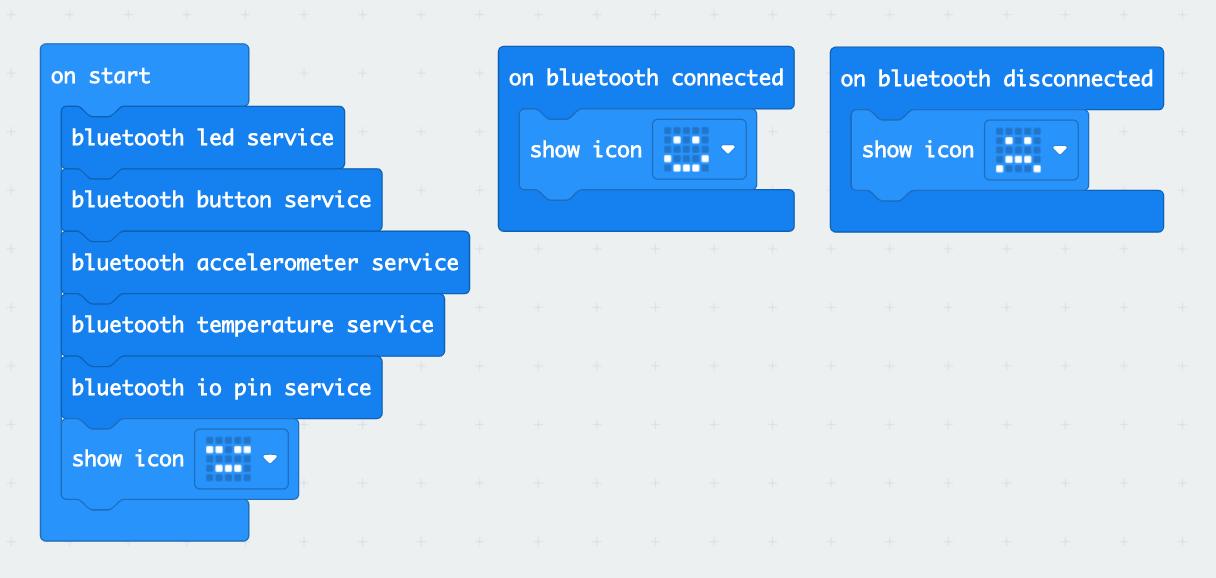 on start
bluetooth led service
bluetooth button service
bluetooth accelerometer service
bluetooth temperature service
bluetooth io pin service
show icon
on bluetooth connected
show icon
on bluetooth disconnected
show icon